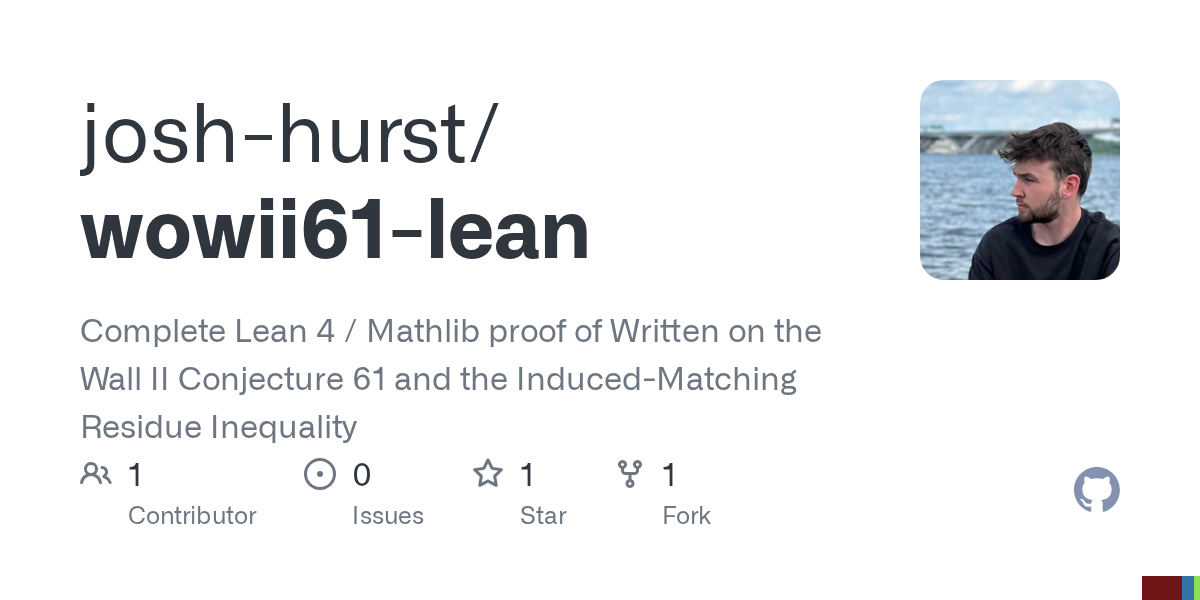 josh-hurst/
wowii61-lean
Complete Lean 4 / Mathlib proof of Written on the
Wall II Conjecture 61 and the Induced-Matching
Residue Inequality
1 0 1 1
Contributor Issues Star Fork